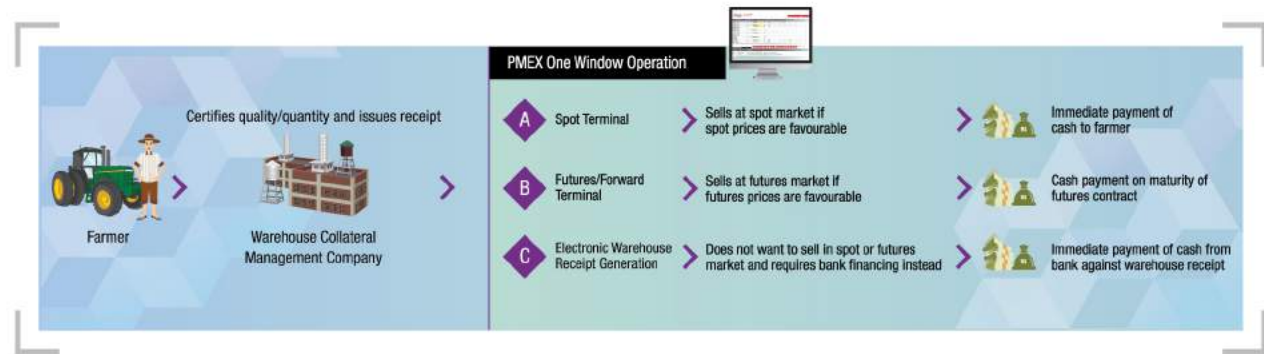 PMEX One Window Operation
Certifies quality/quantity and issues receipt
Farmer
Warehouse Collateral
Management Company
A
Spot Terminal
Sells at spot market if
spot prices are favourable
Immediate payment of
cash to farmer
B
Futures/Forward
Terminal
Sells at futures market if
futures prices are favourable
Cash payment on maturity of
futures contract
C
Electronic Warehouse
Receipt Generation
Does not want to sell in spot or futures
market and requires bank financing instead
Immediate payment of cash from
bank against warehouse receipt